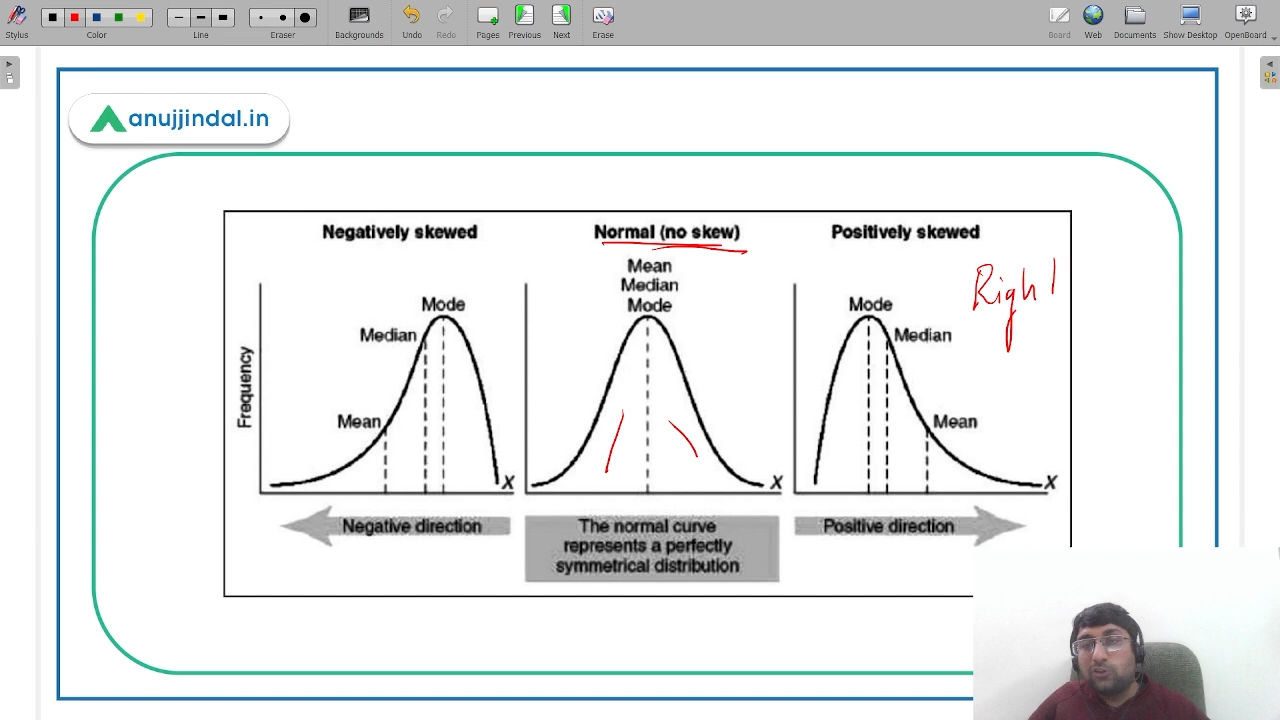 Stylus
Color
Line
Eraser
Backgrounds
Undo
Redo
Pages
Previous
Next
Erase
Board
Web
Documents
Show Desktop
OpenBoard
anujjindal.in
Negatively skewed
Normal (no skew)
Positively skewed
Righ
Mean
Median
Mode
Mode
Median
Mean
Mode
Median
Mean
Frequency
X
X
X
Negative direction
The normal curve
represents a perfectly
symmetrical distribution
Positive direction